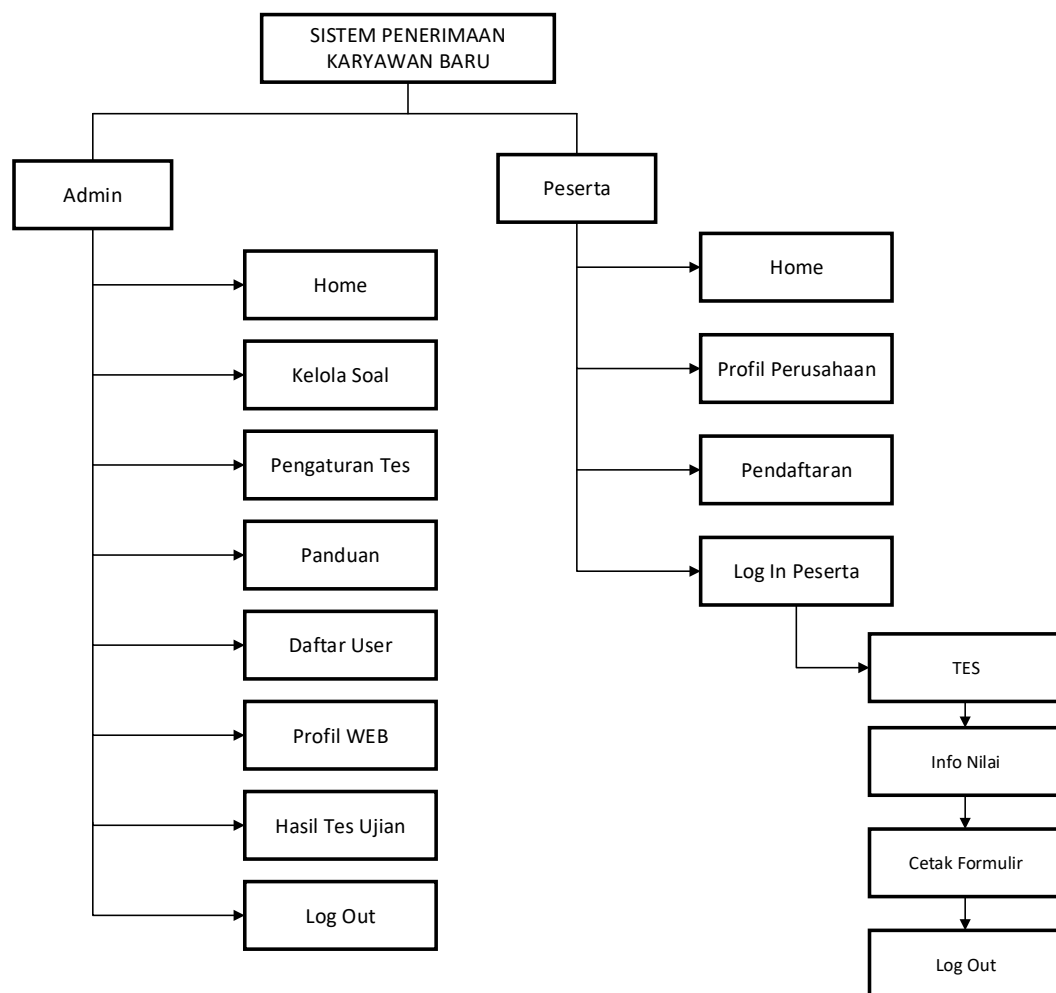 SISTEM PENERIMAAN
KARYAWAN BARU
Admin
Peserta
Home
Kelola Soal
Pengaturan Tes
Panduan
Daftar User
Profil WEB
Hasil Tes Ujian
Log Out
Home
Profil Perusahaan
Pendaftaran
Log In Peserta
TES
Info Nilai
Cetak Formulir
Log Out